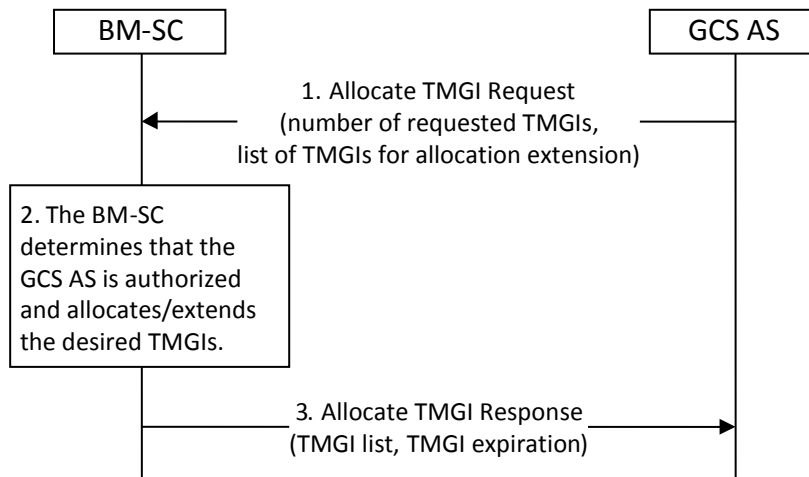 BM-SC
GCS AS
1. Allocate TMGI Request
(number of requested TMGIs,
list of TMGIs for allocation extension)
2. The BM-SC
determines that the
GCS AS is authorized
and allocates/extends
the desired TMGIs.
3. Allocate TMGI Response
(TMGI list, TMGI expiration)